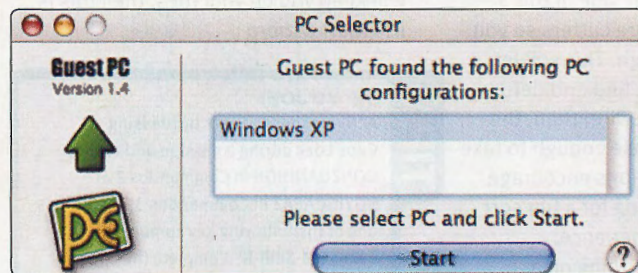 PC Selector
Guest PC
Version 1.4
Guest PC found the following PC
configurations:
Windows XP
Please select PC and click Start.
Start
?